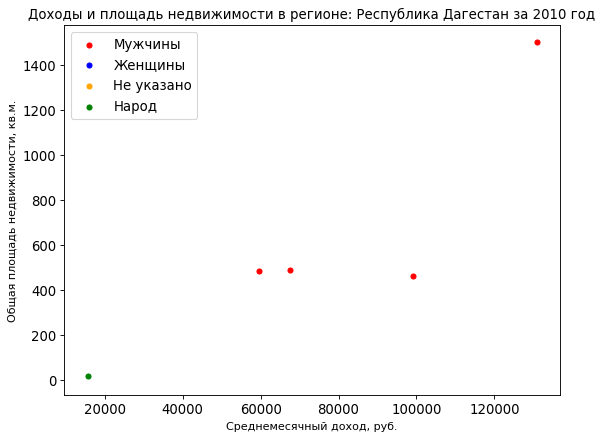 Доходы и площадь недвижимости в регионе: Республика Дагестан за 2010 год
Мужчины
Женщины
Не указано
Народ
Общая площадь недвижимости, кв.м.
1400
1200
1000
800
600
400
200
0
20000 40000 60000 80000 100000 120000
Среднемесячный доход, руб.